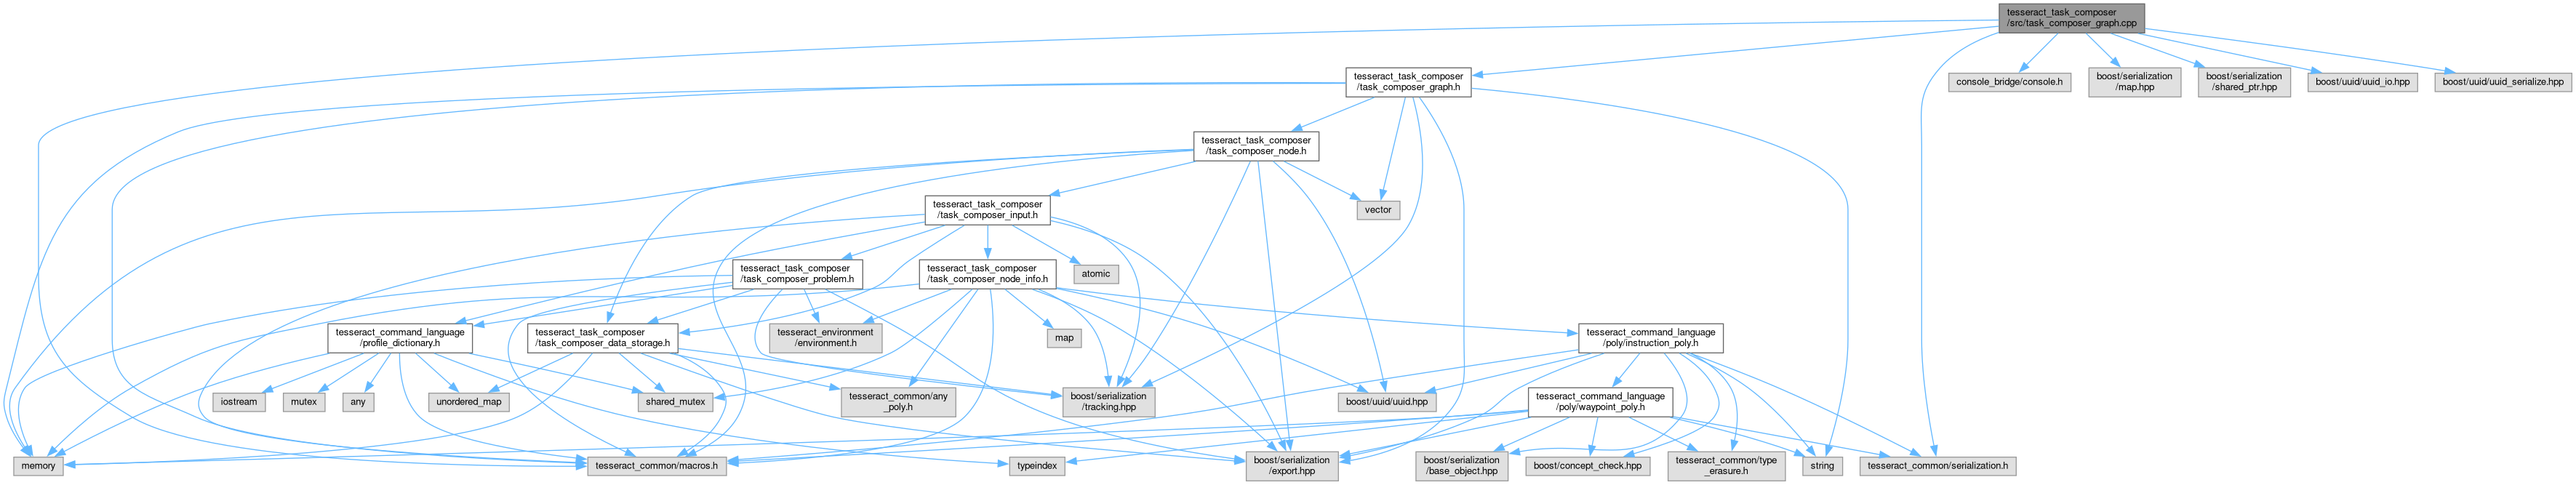 tesseract_task_composer
/src/task_composer_graph.cpp
tesseract_task_composer
/task_composer_graph.h
console_bridge/console.h
boost/serialization
/map.hpp
boost/serialization
/shared_ptr.hpp
boost/uuid/uuid_io.hpp
boost/uuid/uuid_serialize.hpp
tesseract_task_composer
/task_composer_node.h
tesseract_task_composer
/task_composer_input.h
vector
tesseract_task_composer
/task_composer_problem.h
tesseract_task_composer
/task_composer_node_info.h
atomic
tesseract_command_language
/profile_dictionary.h
tesseract_task_composer
/task_composer_data_storage.h
tesseract_environment
/environment.h
map
tesseract_command_language
/poly/instruction_poly.h
iostream
mutex
any
unordered_map
shared_mutex
tesseract_common/any
_poly.h
boost/serialization
/tracking.hpp
boost/uuid/uuid.hpp
tesseract_command_language
/poly/waypoint_poly.h
memory
tesseract_common/macros.h
typeindex
boost/serialization
/export.hpp
boost/serialization
/base_object.hpp
boost/concept_check.hpp
tesseract_common/type
_erasure.h
string
tesseract_common/serialization.h